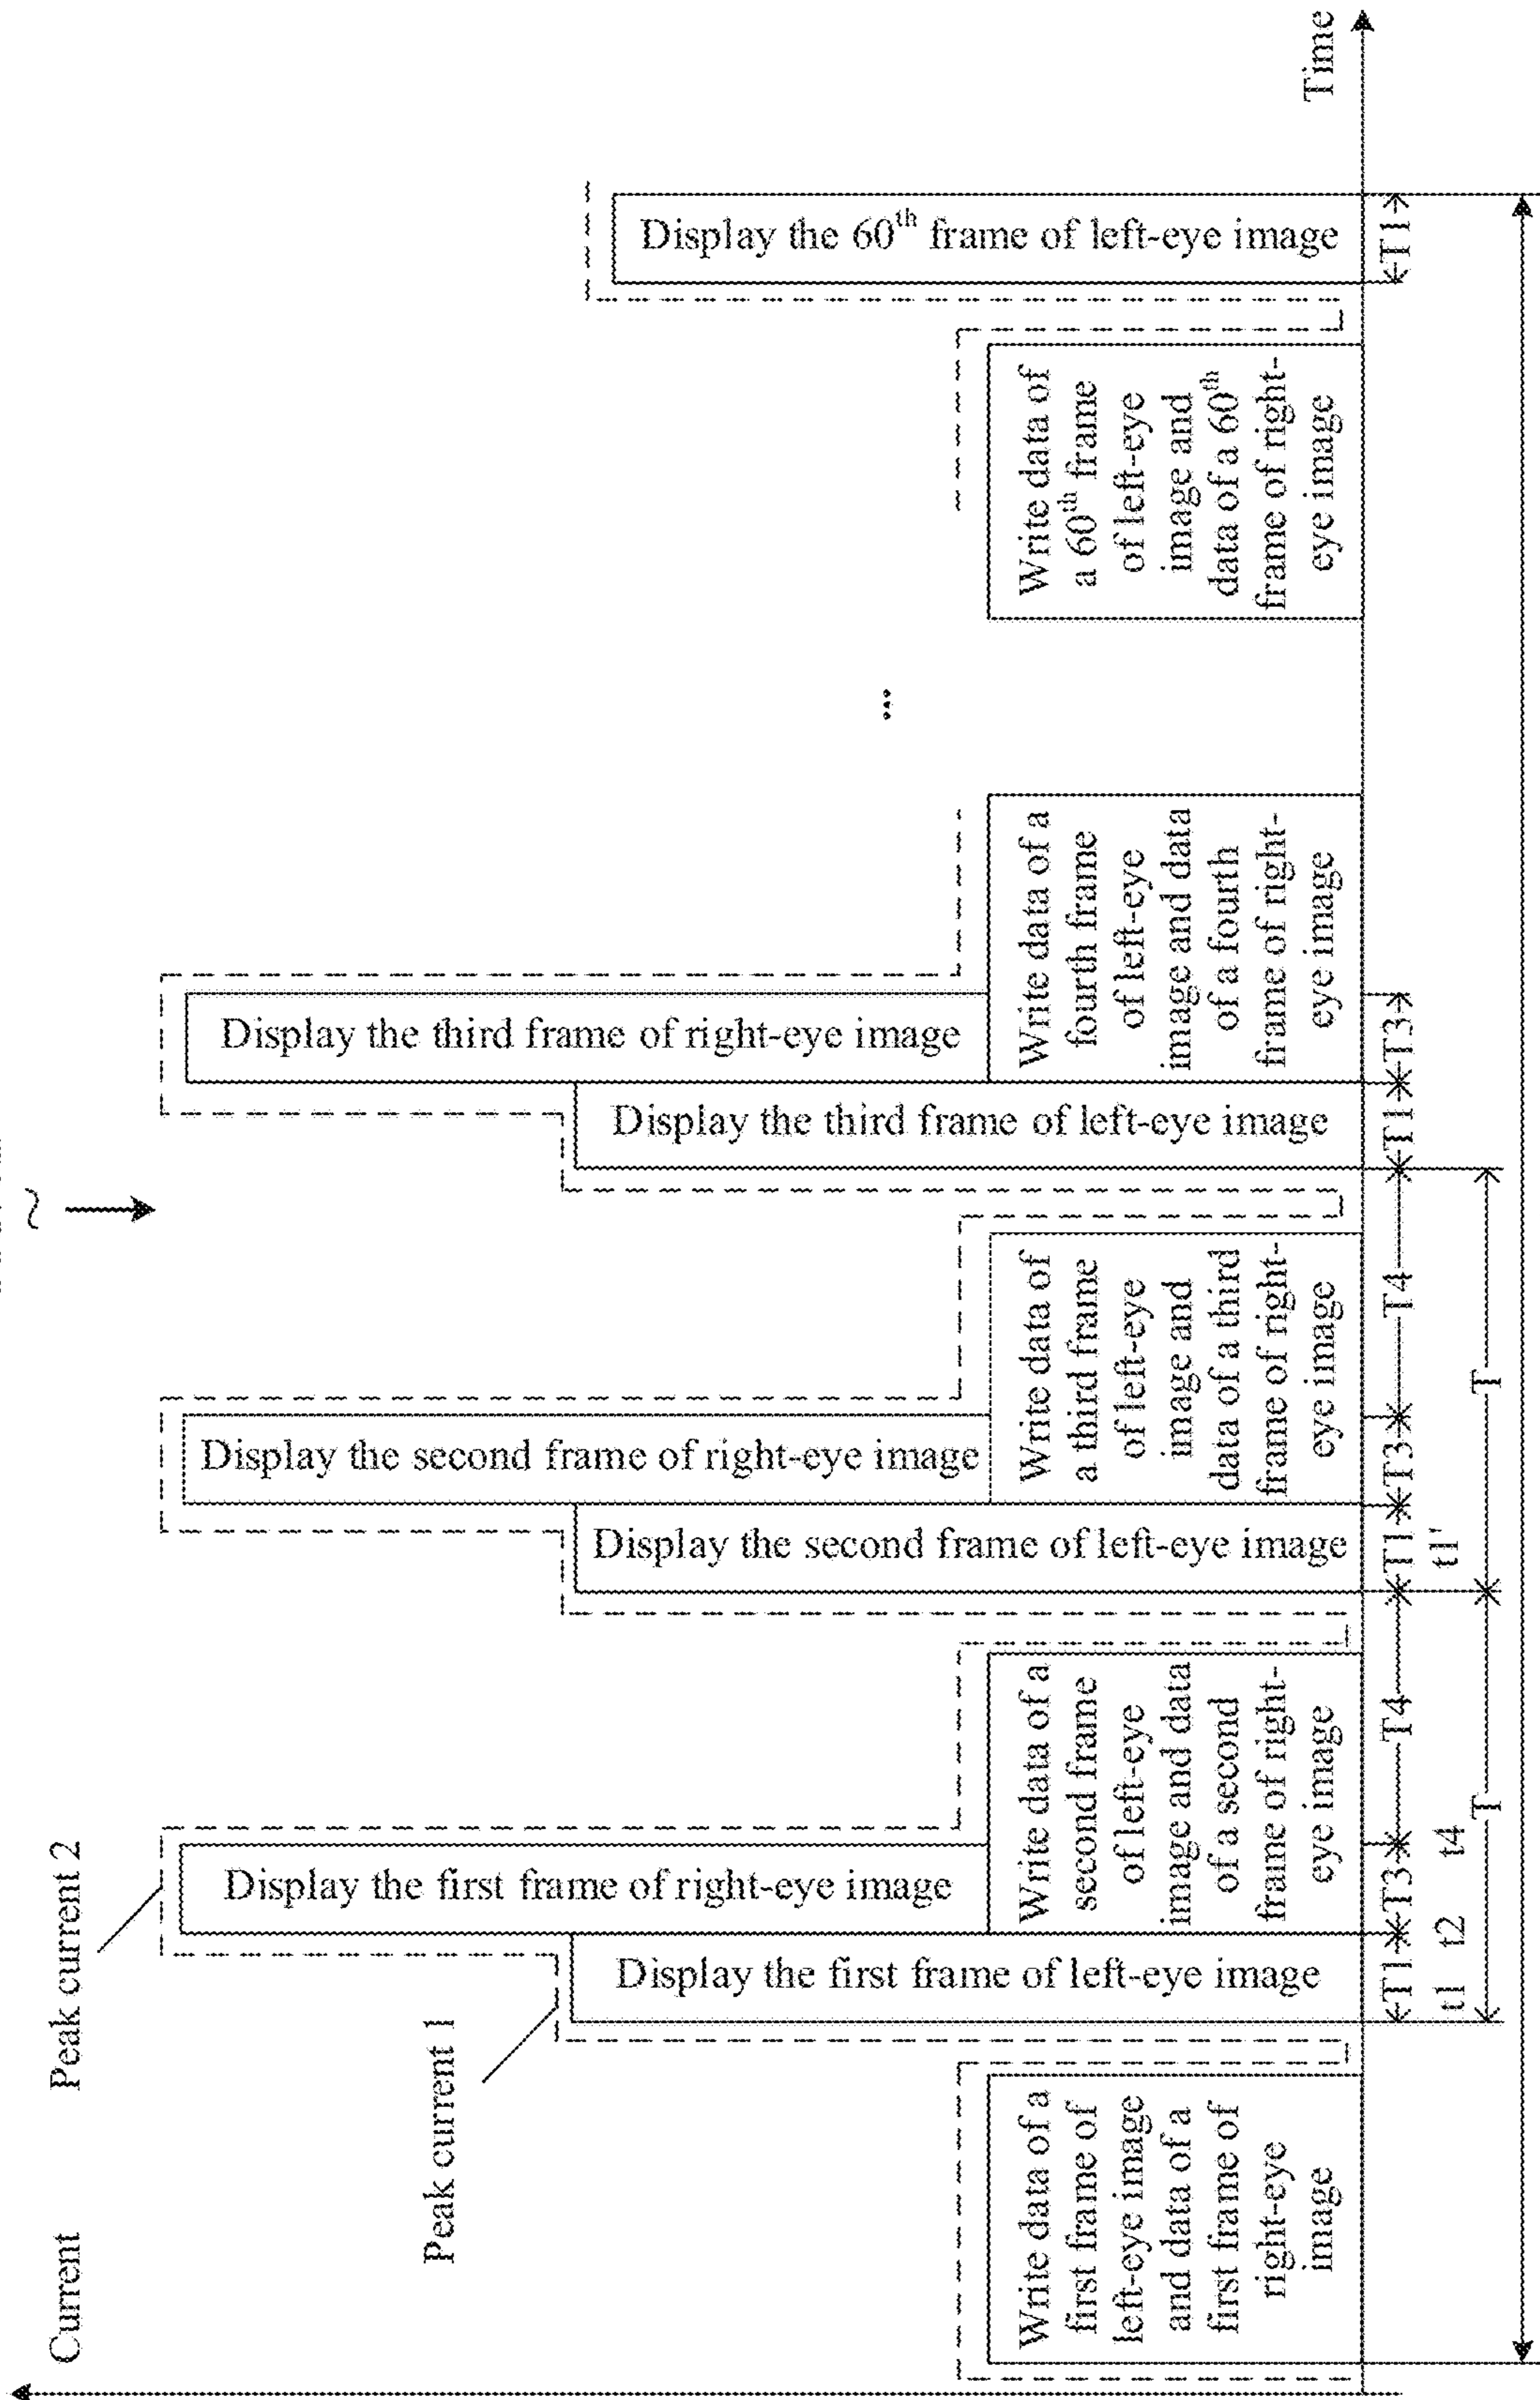 Current
Peak current 2
Peak current 1
Write data of a
first frame of
left-eye image
and data of a
first frame of
right-eye
image
Display the first frame of left-eye image
Display the first frame of right-eye image
Write data of a
second frame
of left-eye
image and data
of a second
frame of right-
eye image
Display the second frame of left-eye image
Display the second frame of right-eye image
Write data of
a third frame
of left-eye
image and
data of a third
frame of right-
eye image
Display the third frame of left-eye image
Display the third frame of right-eye image
Write data of a
fourth frame
of left-eye
image and data
of a fourth
frame of right-
eye image
...
Write data of
a 60th frame
of left-eye
image and
data of a 60th
frame of right-
eye image
Display the 60th frame of left-eye image
Time
T1 T3 T4 T1 T3 T4 T1 T3 T1
t1 t2 t4 t1'
T T